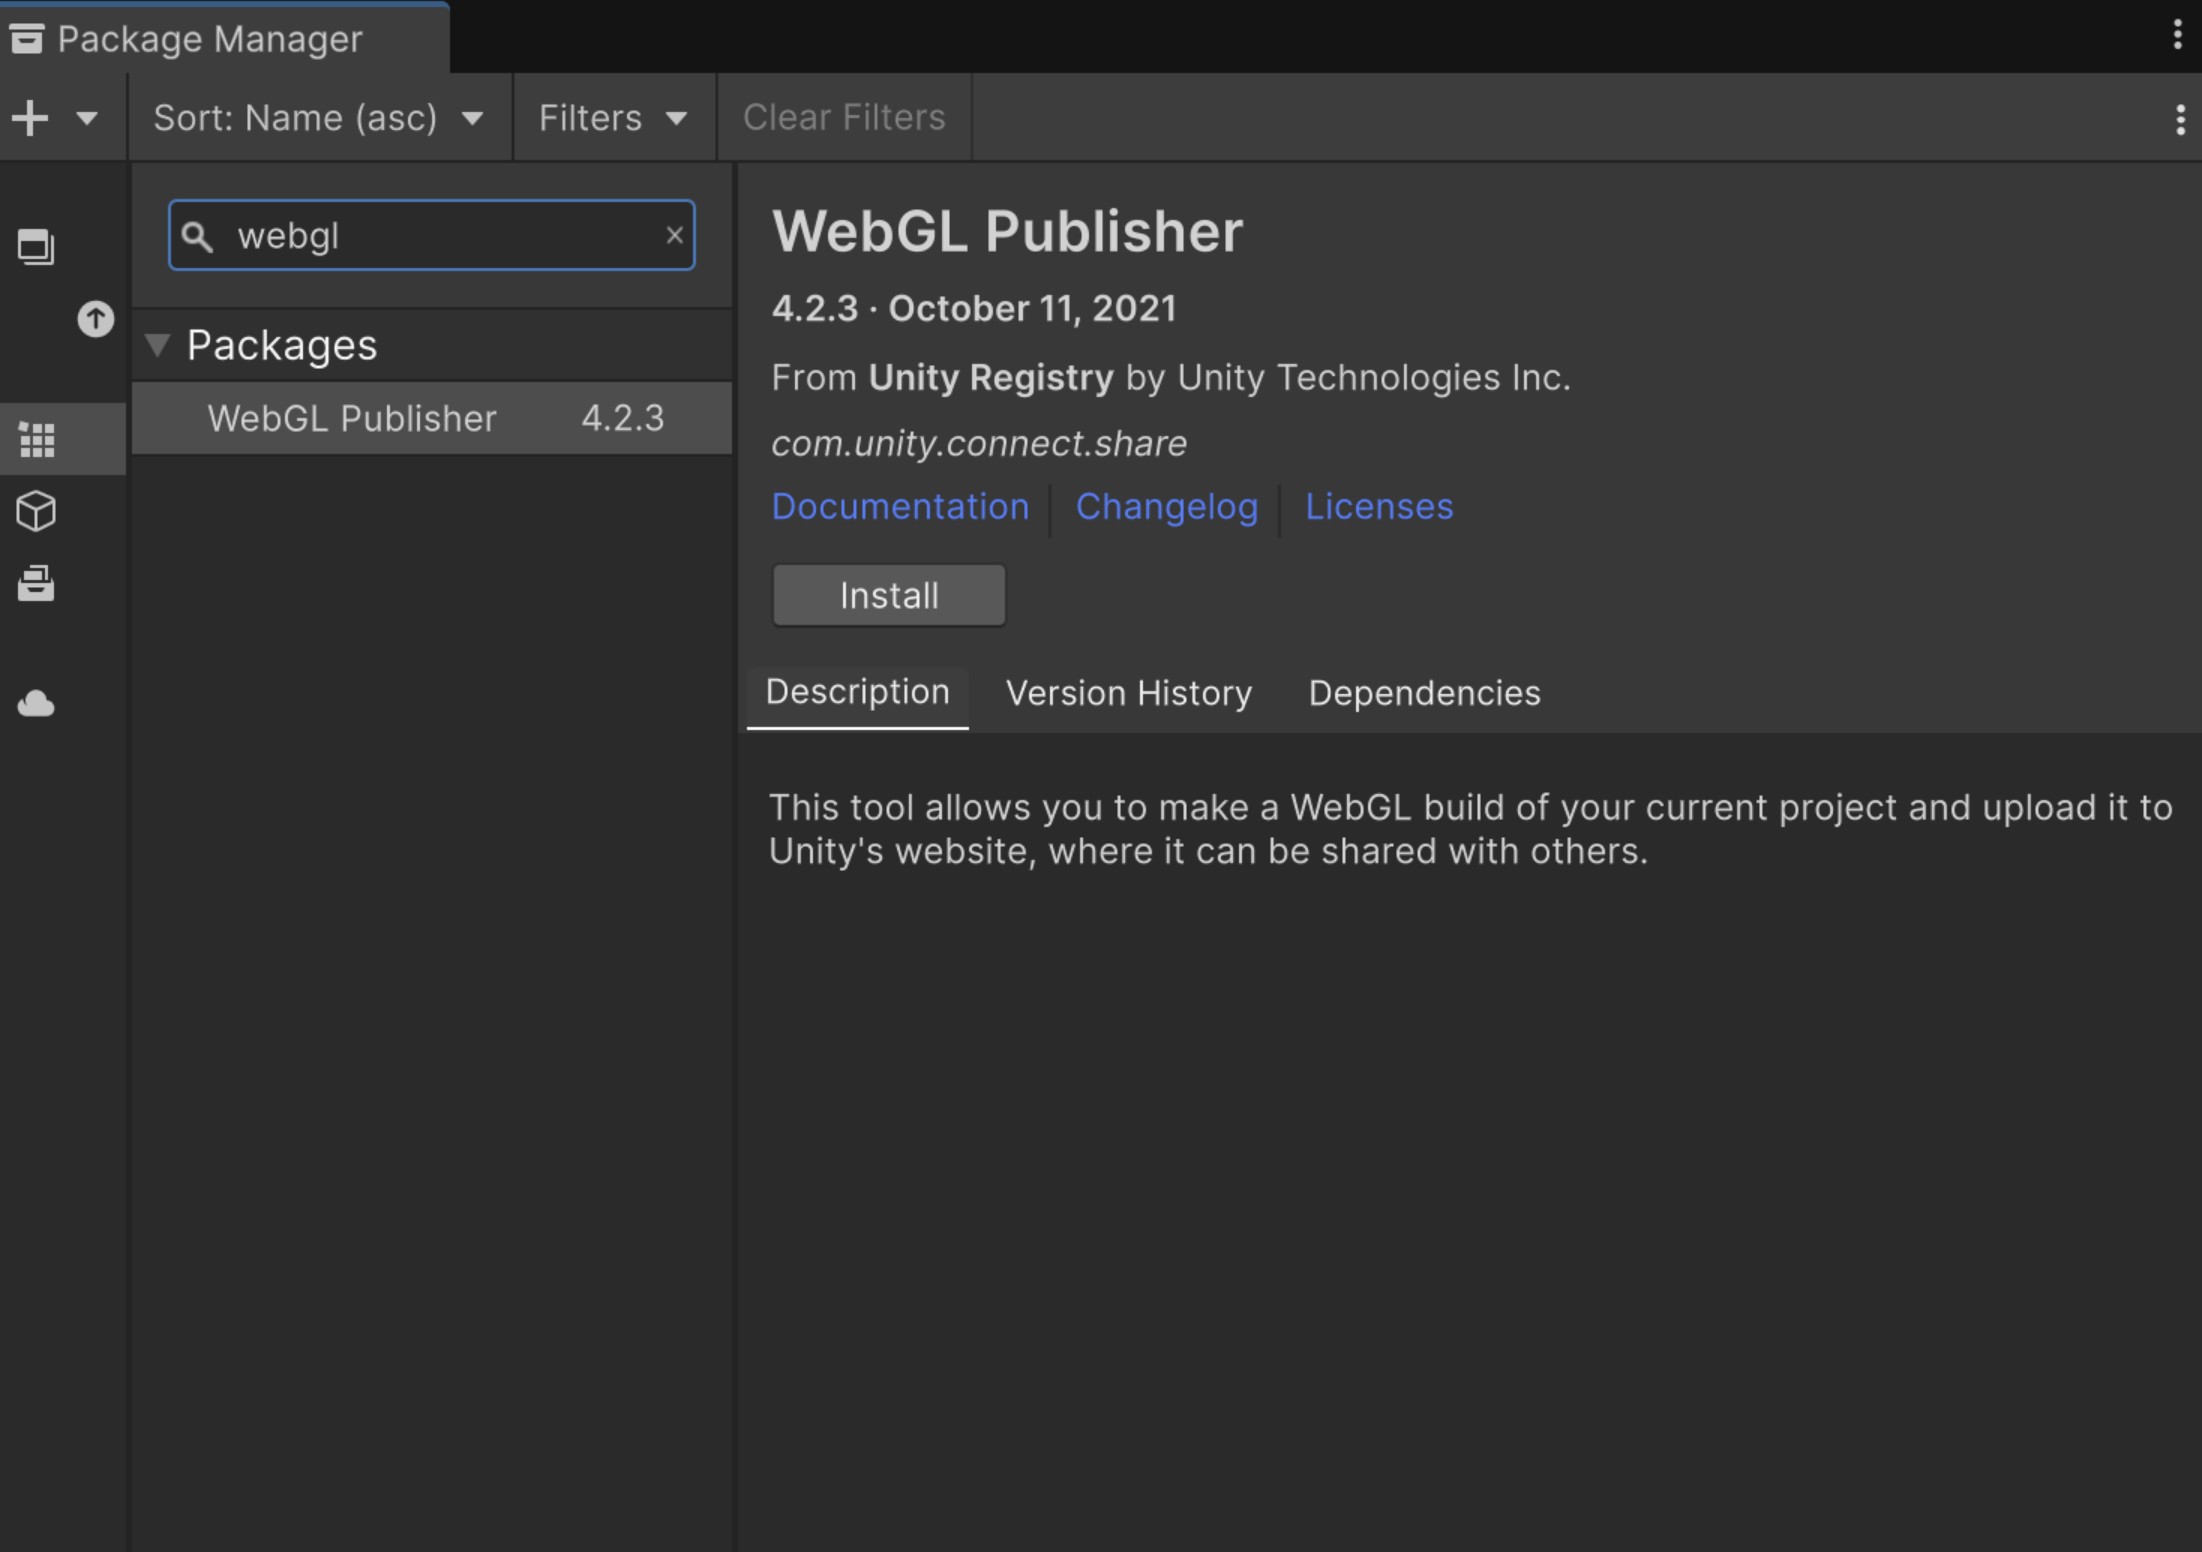 Package Manager
Sort: Name (asc)
Filters
Clear Filters
webgl
Packages
WebGL Publisher 4.2.3
WebGL Publisher
4.2.3 · October 11, 2021
From Unity Registry by Unity Technologies Inc.
com.unity.connect.share
Documentation
Changelog
Licenses
Install
Description
Version History
Dependencies
This tool allows you to make a WebGL build of your current project and upload it to
Unity's website, where it can be shared with others.